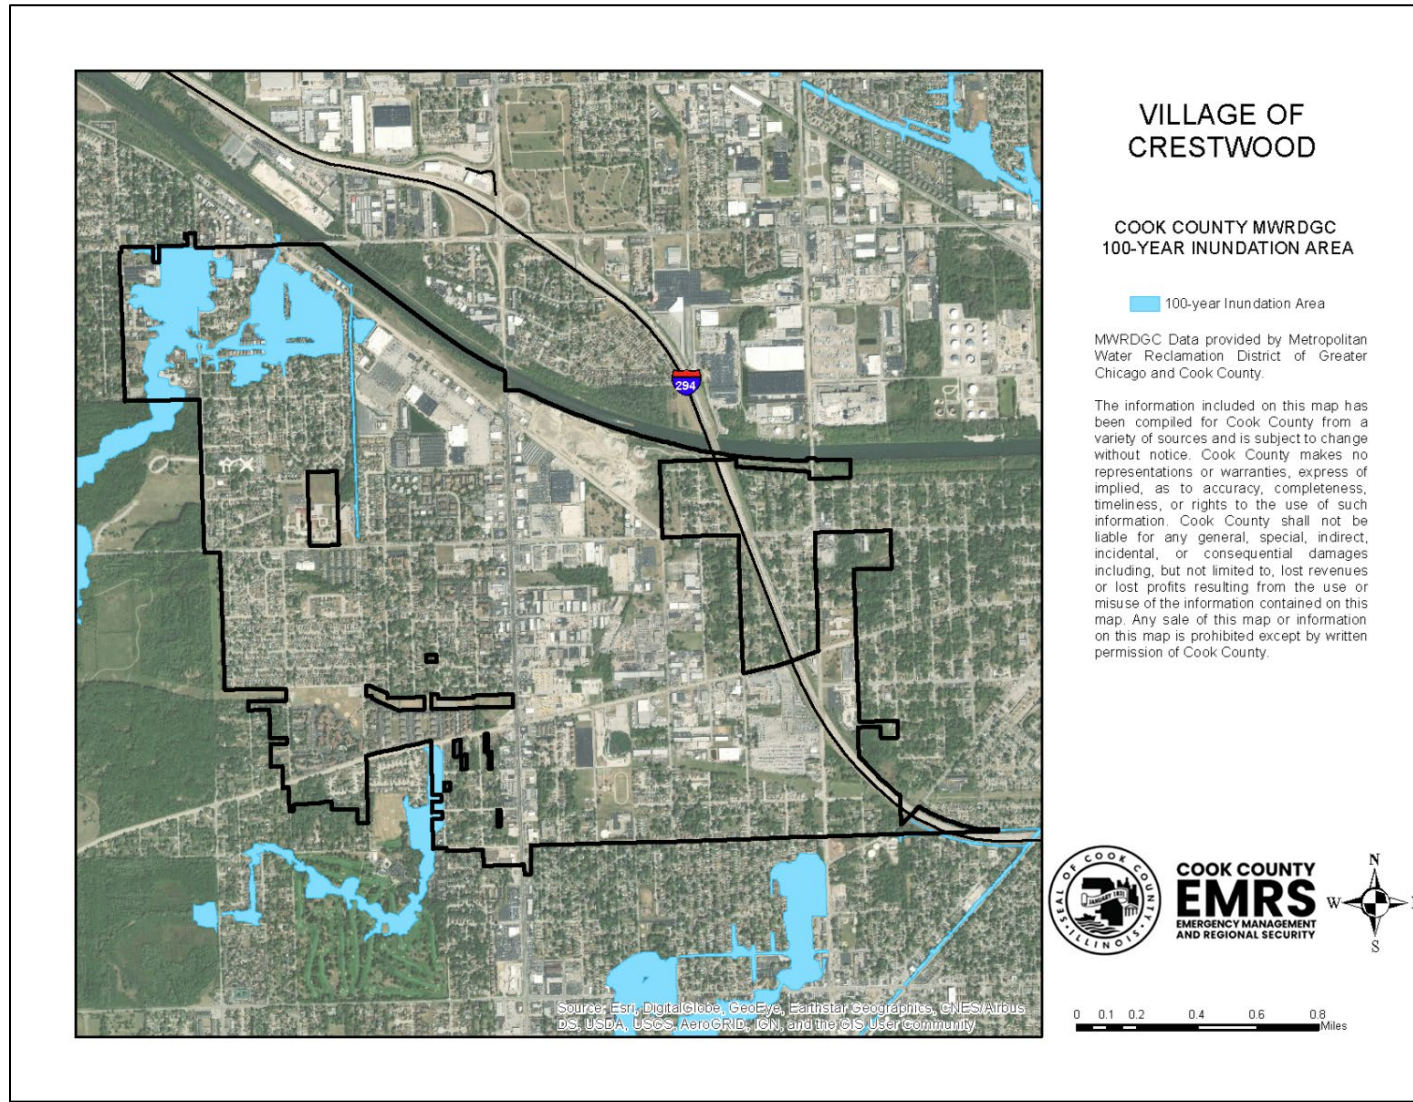 VILLAGE OF
CRESTWOOD
COOK COUNTY MWRDGC
100-YEAR INUNDATION AREA
100-year Inundation Area
MWRDGC Data provided by Metropolitan
Water Reclamation District of Greater
Chicago and Cook County.
The information included on this map has
been compiled for Cook County from a
variety of sources and is subject to change
without notice. Cook County makes no
representations or warranties, express of
implied, as to accuracy, completeness,
timeliness, or rights to the use of such
information. Cook County shall not be
liable for any general, special, indirect,
incidental, or consequential damages
including, but not limited to, lost revenues
or lost profits resulting from the use or
misuse of the information contained on this
map. Any sale of this map or information
on this map is prohibited except by written
permission of Cook County.
294
SEAL OF COOK COUNTY
JANUARY 1831
ILLINOIS
COOK COUNTY
EMRS
EMERGENCY MANAGEMENT
AND REGIONAL SECURITY
N
W
S
Source: Esri, DigitalGlobe, GeoEye, Earthstar Geographics, CNES/Airbus
DS, USDA, USGS, AeroGRID, IGN, and the GIS User Community
0 0.1 0.2 0.4 0.6 0.8
Miles